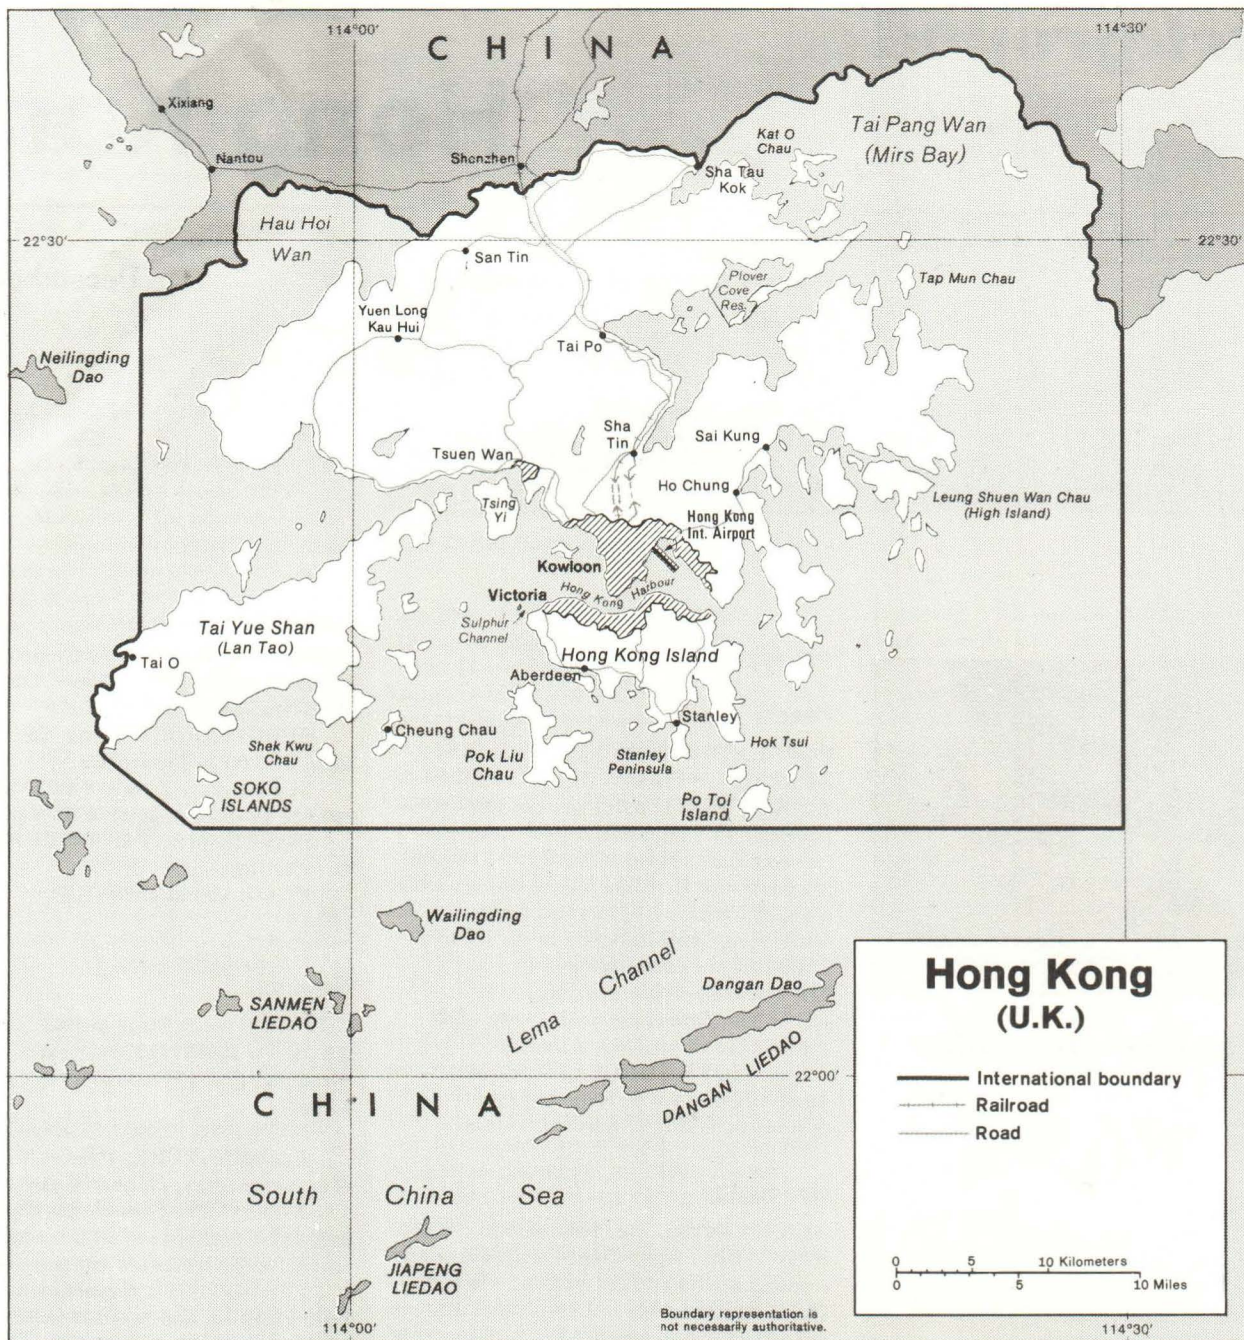 114°00'
114°30'
CHINA
Xixiang
Nantou
Shenzhen
Kat O
Chau
Tai Pang Wan
(Mirs Bay)
Sha Tau
Kok
Hau Hoi
Wan
22°30'
22°30'
San Tin
Plover
Cove
Res.
Tap Mun Chau
Yuen Long
Kau Hui
Tai Po
Neilingding
Dao
Sha
Tin
Sai Kung
Tsuen Wan
Ho Chung
Leung Shuen Wan Chau
(High Island)
Tsing
Yi
Hong Kong
Int. Airport
Kowloon
Hong Kong Harbour
Victoria
Sulphur
Channel
Tai Yue Shan
(Lan Tao)
Tai O
Hong Kong Island
Aberdeen
Cheung Chau
Stanley
Shek Kwu
Chau
Pok Liu
Chau
Stanley
Peninsula
Hok Tsui
SOKO
ISLANDS
Po Toi
Island
Wailingding
Dao
Lema Channel
Dangan Dao
SANMEN
LIEDAO
DANGAN LIEDAO
22°00'
CHINA
South China Sea
JIAPENG
LIEDAO
Hong Kong
(U.K.)
International boundary
Railroad
Road
0 5 10 Kilometers
0 5 10 Miles
Boundary representation is
not necessarily authoritative.
114°00'
114°30'